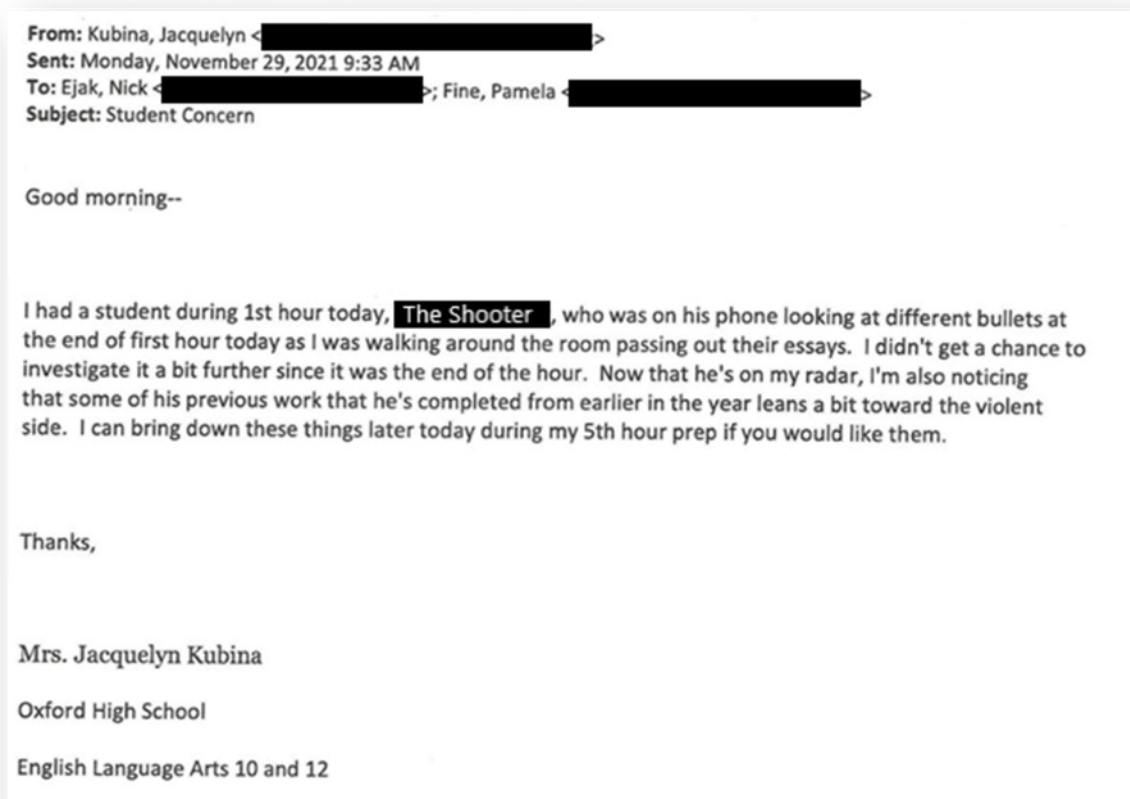 From: Kubina, Jacquelyn < >
Sent: Monday, November 29, 2021 9:33 AM
To: Ejak, Nick < >; Fine, Pamela < >
Subject: Student Concern
Good morning--
I had a student during 1st hour today, The Shooter , who was on his phone looking at different bullets at
the end of first hour today as I was walking around the room passing out their essays.  I didn't get a chance to
investigate it a bit further since it was the end of the hour.  Now that he's on my radar, I'm also noticing
that some of his previous work that he's completed from earlier in the year leans a bit toward the violent
side.  I can bring down these things later today during my 5th hour prep if you would like them.
Thanks,
Mrs. Jacquelyn Kubina
Oxford High School
English Language Arts 10 and 12